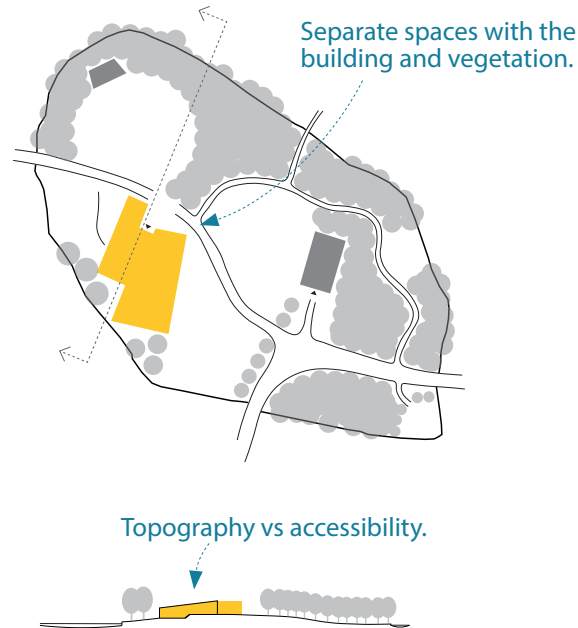 Separate spaces with the
building and vegetation.
Topography vs accessibility.